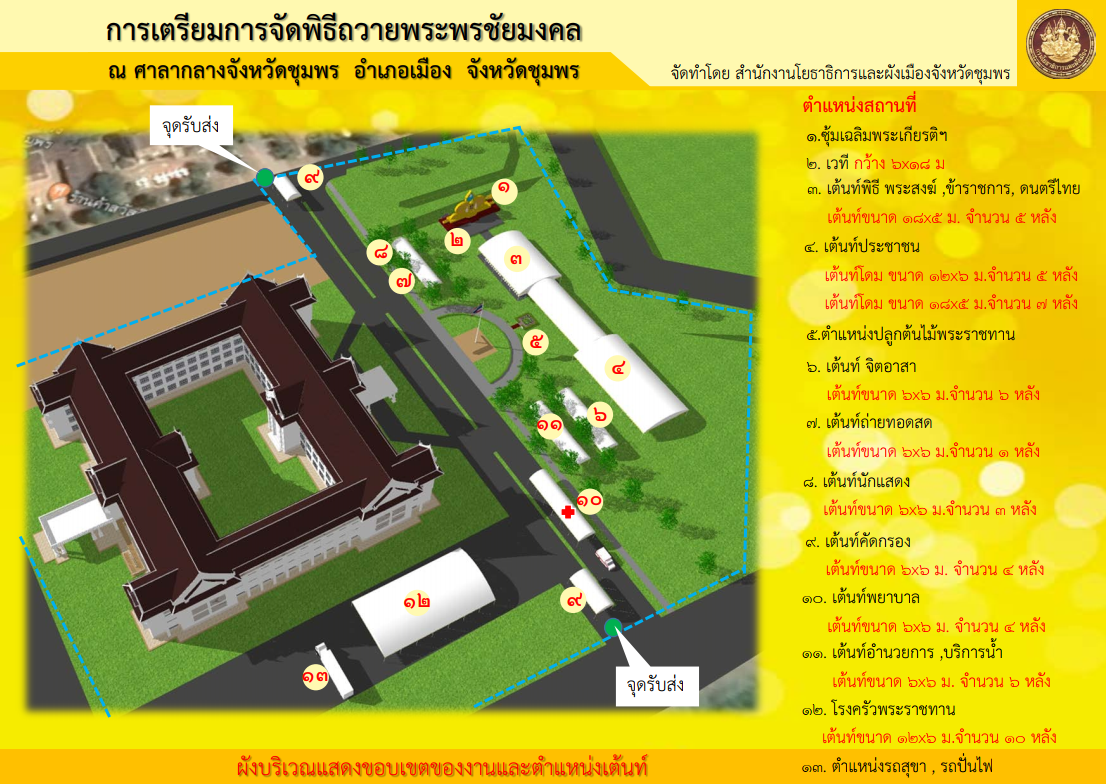 การเตรียมการจัดพิธีถวายพระพรชัยมงคล
ณ ศาลากลางจังหวัดชุมพร อำเภอเมือง จังหวัดชุมพร
จัดทำโดย สำนักงานโยธาธิการและผังเมืองจังหวัดชุมพร
จุดรับส่ง
๙
๑
๒
๘
๓
๗
๕
๔
๖
๑๑
๑๐
๑๒
๙
๑๓
จุดรับส่ง
ตำแหน่งสถานที่
๑.ซุ้มเฉลิมพระเกียรติฯ
๒. เวที กว้าง ๖x๑๘ ม
๓. เต้นท์พิธี พระสงฆ์ ,ข้าราชการ, ดนตรีไทย
เต้นท์ขนาด ๑๘x๕ ม. จำนวน ๕ หลัง
๔. เต้นท์ประชาชน
เต้นท์โดม ขนาด ๑๒x๖ ม.จำนวน ๕ หลัง
เต้นท์โดม ขนาด ๑๘x๕ ม.จำนวน ๗ หลัง
๕.ตำแหน่งปลูกต้นไม้พระราชทาน
๖. เต้นท์ จิตอาสา
เต้นท์ขนาด ๖x๖ ม.จำนวน ๖ หลัง
๗. เต้นท์ถ่ายทอดสด
เต้นท์ขนาด ๖x๖ ม.จำนวน ๑ หลัง
๘. เต้นท์นักแสดง
เต้นท์ขนาด ๖x๖ ม.จำนวน ๓ หลัง
๙. เต้นท์คัดกรอง
เต้นท์ขนาด ๖x๖ ม. จำนวน ๔ หลัง
๑๐. เต้นท์พยาบาล
เต้นท์ขนาด ๖x๖ ม. จำนวน ๔ หลัง
๑๑. เต้นท์อำนวยการ ,บริการน้ำ
เต้นท์ขนาด ๖x๖ ม. จำนวน ๖ หลัง
๑๒. โรงครัวพระราชทาน
เต้นท์ขนาด ๑๒x๖ ม.จำนวน ๑๐ หลัง
๑๓. ตำแหน่งรถสุขา , รถปั่นไฟ
ผังบริเวณแสดงขอบเขตของงานและตำแหน่งเต้นท์